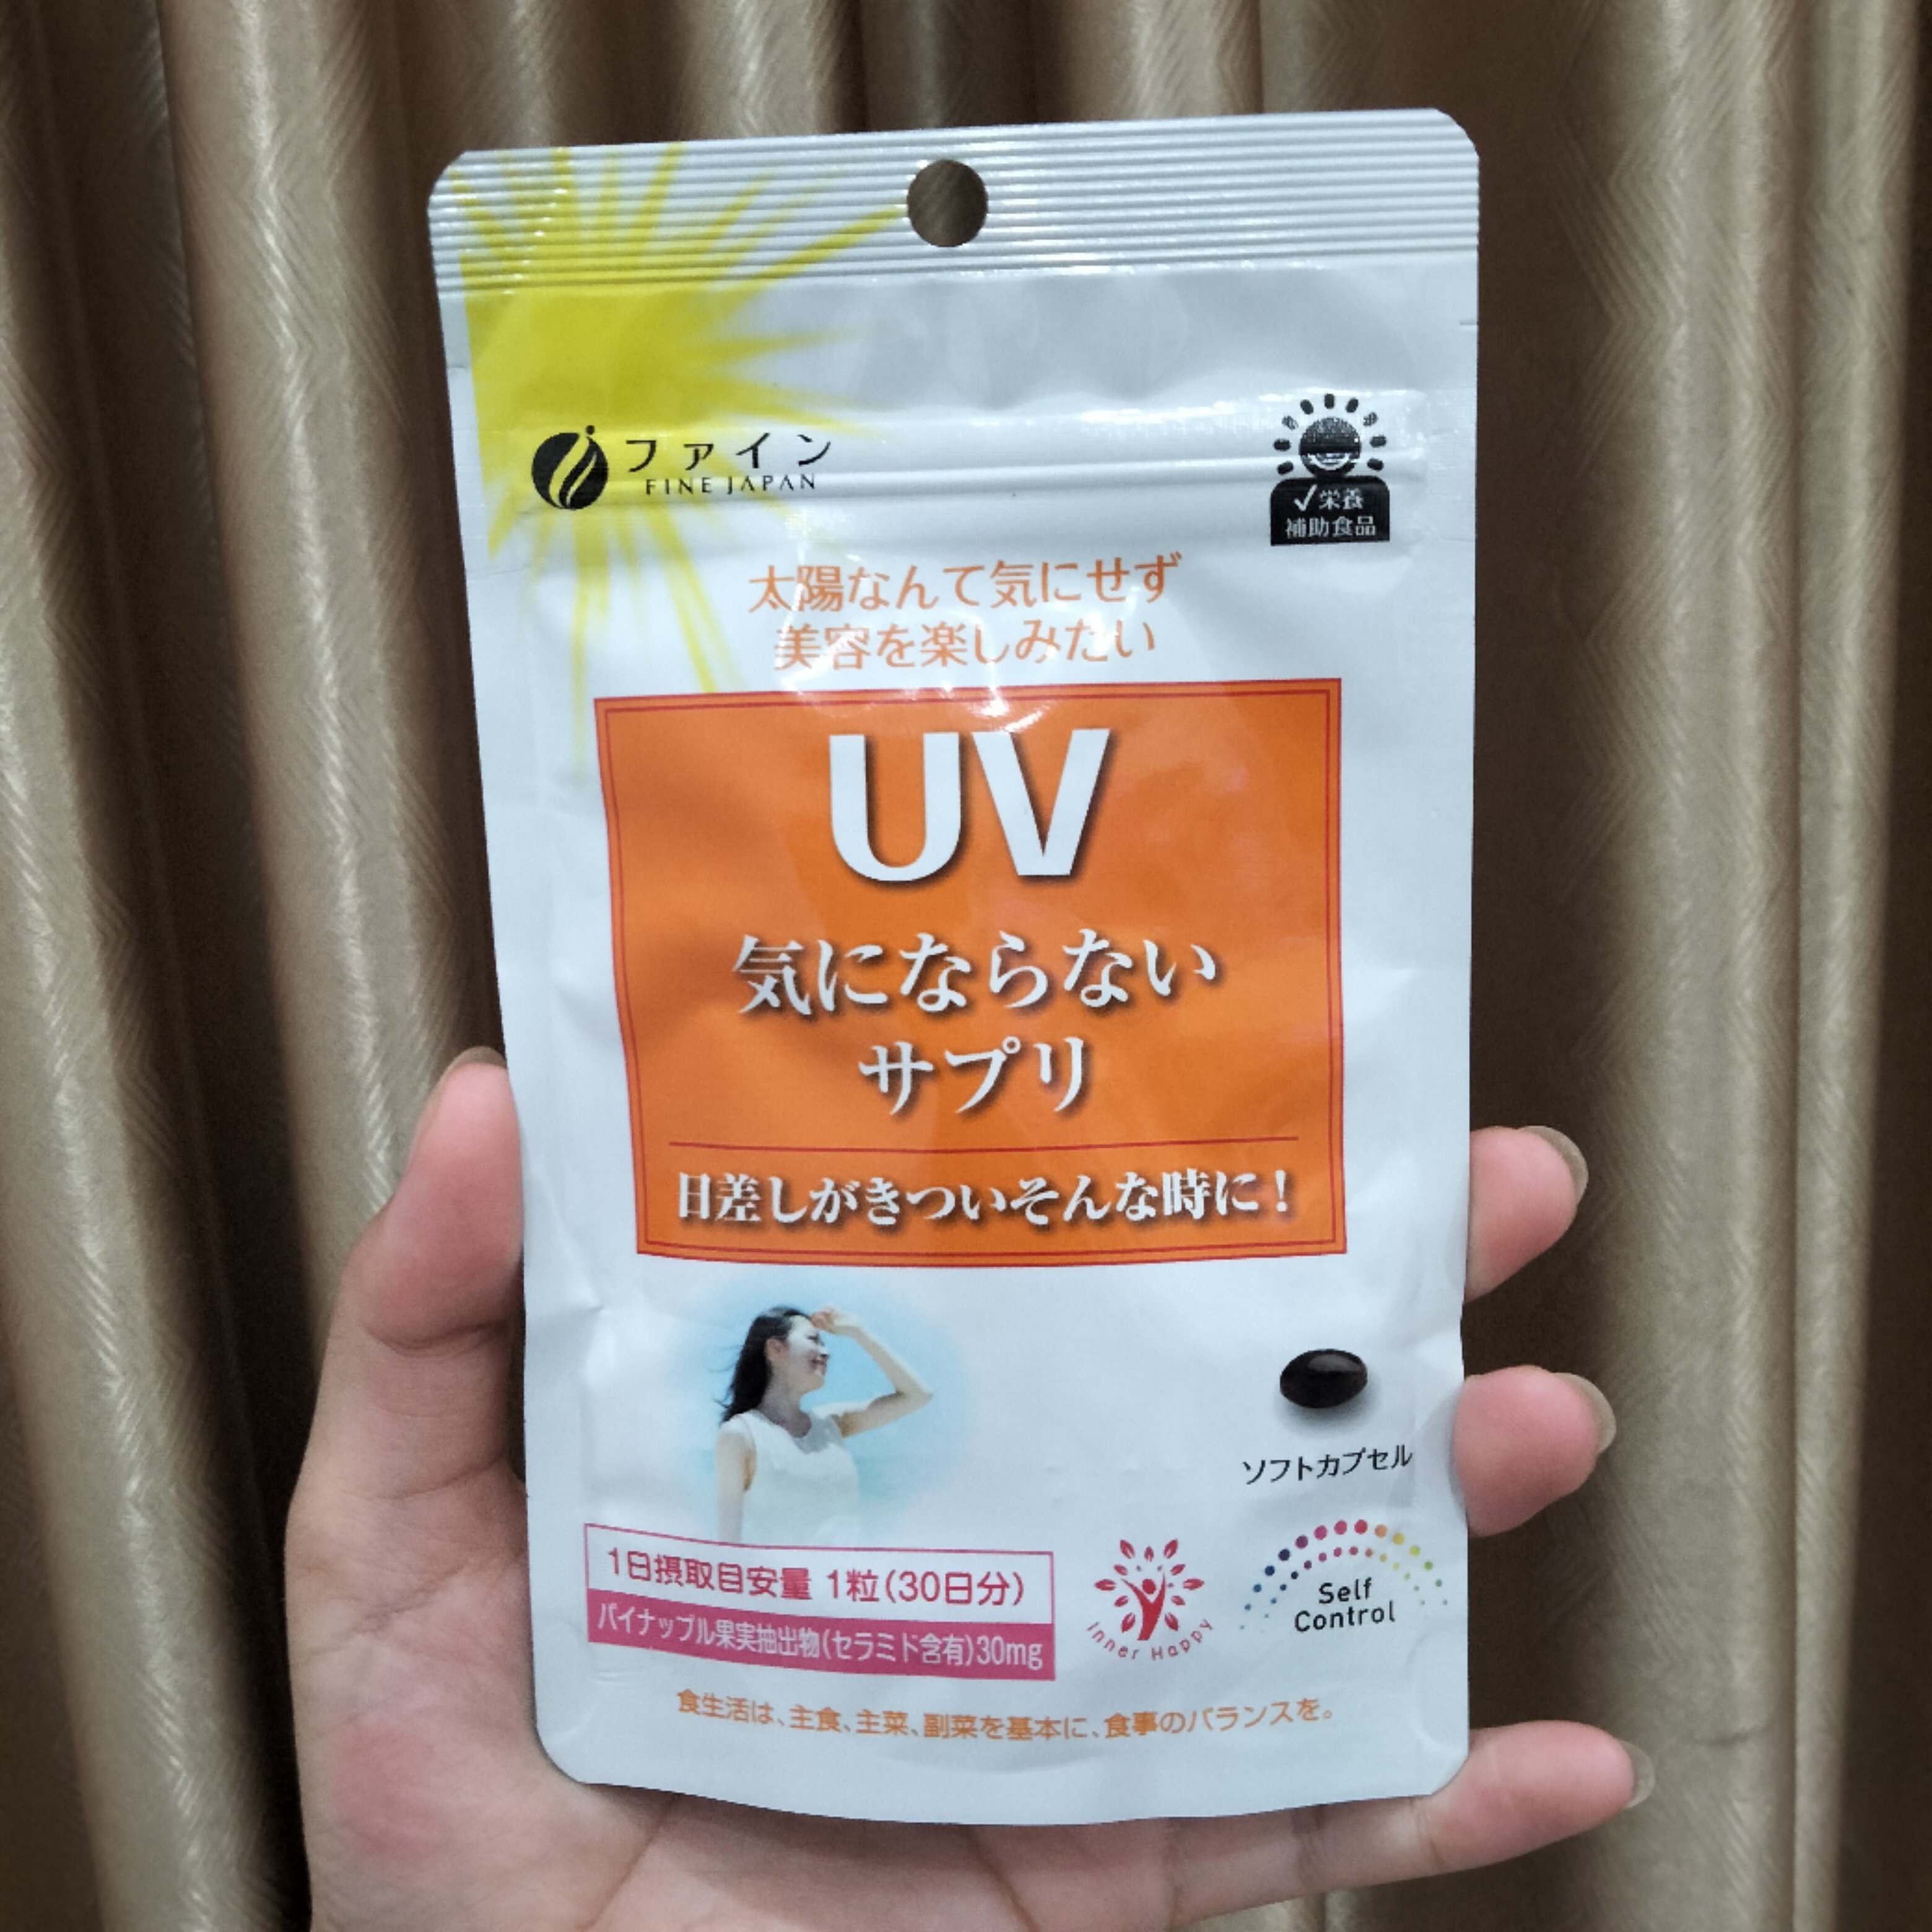 ファイン
FINE JAPAN
✓栄養
補助食品
太陽なんて気にせず
美容を楽しみたい
UV
気にならない
サプリ
日差しがきついそんな時に！
ソフトカプセル
1日摂取目安量 1粒(30日分)
パイナップル果実抽出物(セラミド含有)30mg
Inner Happy
Self
Control
食生活は、主食、主菜、副菜を基本に、食事のバランスを。